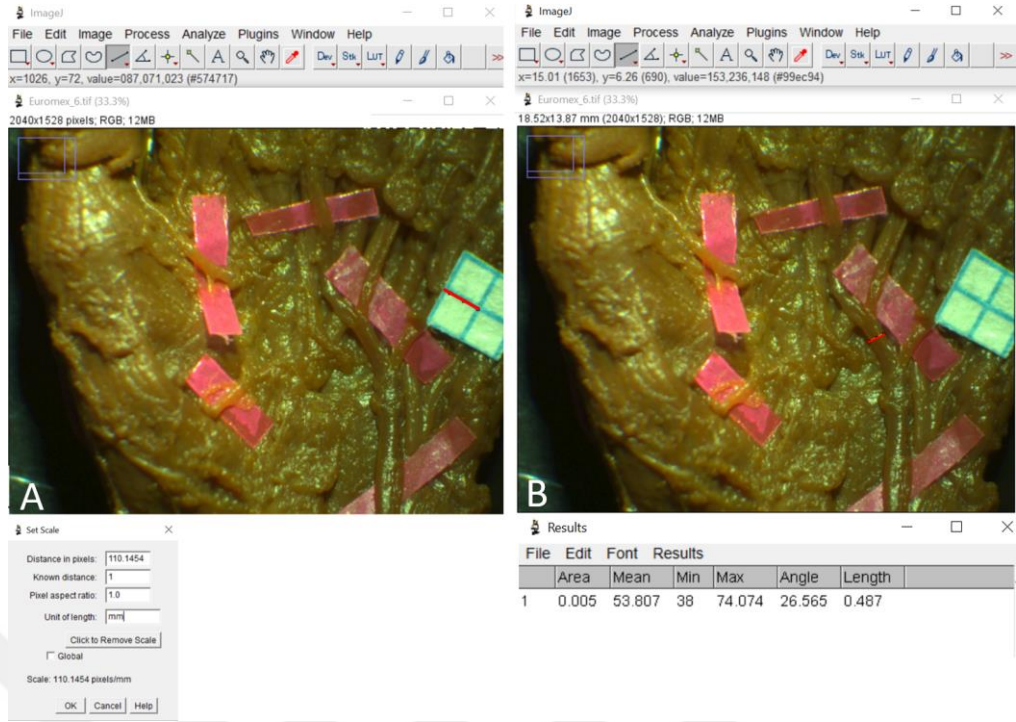 ImageJ
File Edit Image Process Analyze Plugins Window Help
A Dev Stk LUT >>
x=1026, y=72, value=087,071,023 (#574717)
Euromex_6.tif (33.3%)
2040x1528 pixels; RGB; 12MB
A
Set Scale
Distance in pixels: 110.1454
Known distance: 1
Pixel aspect ratio: 1.0
Unit of length: mm
Click to Remove Scale
Global
Scale: 110.1454 pixels/mm
OK Cancel Help
ImageJ
File Edit Image Process Analyze Plugins Window Help
A Dev Stk LUT >>
x=15.01 (1653), y=6.26 (690), value=153,236,148 (#99ec94)
Euromex_6.tif (33.3%)
18.52x13.87 mm (2040x1528); RGB; 12MB
B
Results
File Edit Font Results
Area Mean Min Max Angle Length
1 0.005 53.807 38 74.074 26.565 0.487